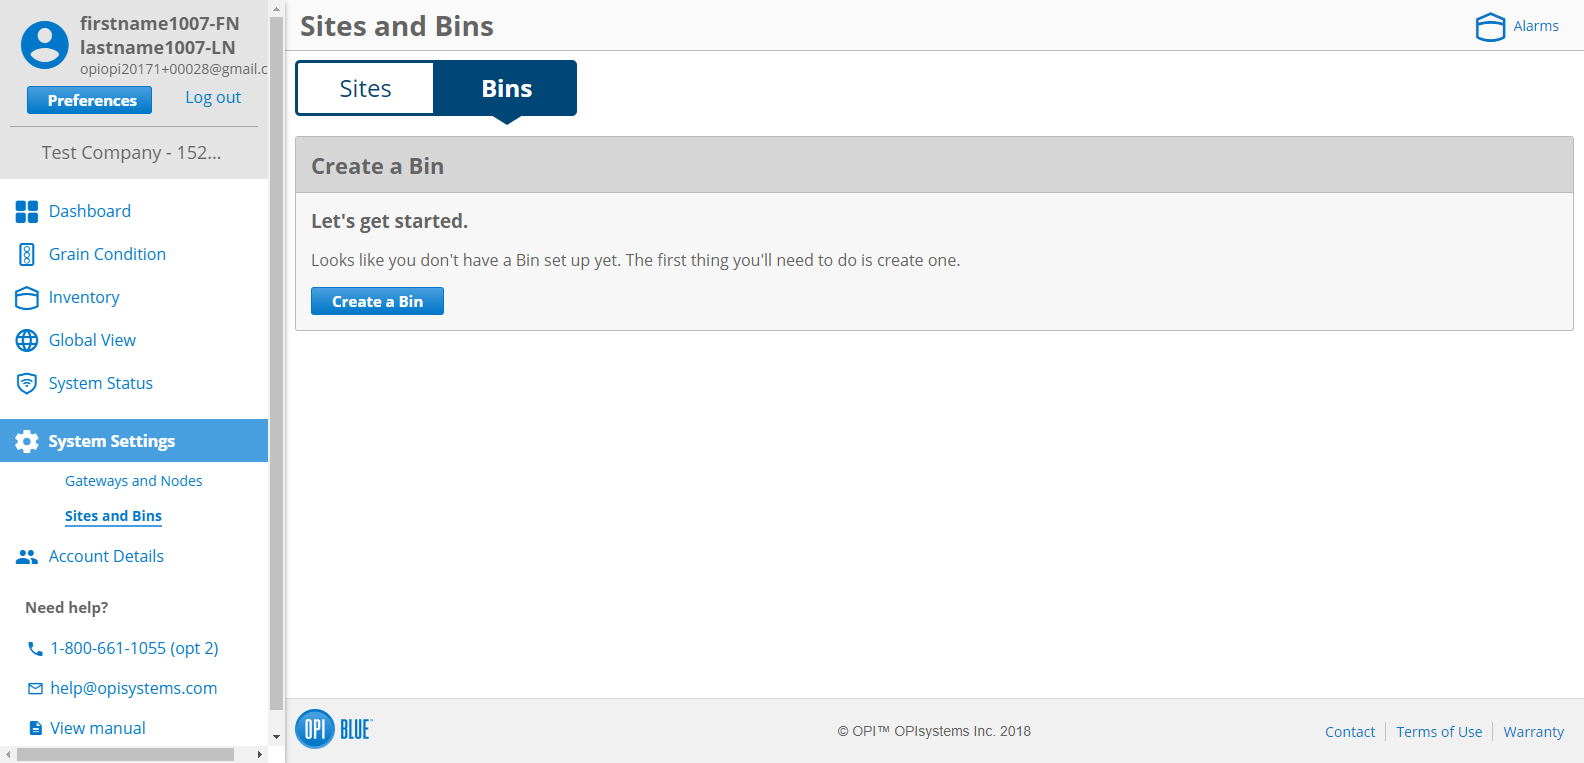 firstname1007-FN
lastname1007-LN
opiopi20171+00028@gmail.c
Preferences
Log out
Test Company - 152...
Dashboard
Grain Condition
Inventory
Global View
System Status
System Settings
Gateways and Nodes
Sites and Bins
Account Details
Need help?
1-800-661-1055 (opt 2)
help@opisystems.com
View manual
Sites and Bins
Alarms
Sites
Bins
Create a Bin
Let's get started.
Looks like you don't have a Bin set up yet. The first thing you'll need to do is create one.
Create a Bin
OPI BLUE™
© OPI™ OPIsystems Inc. 2018
Contact
Terms of Use
Warranty